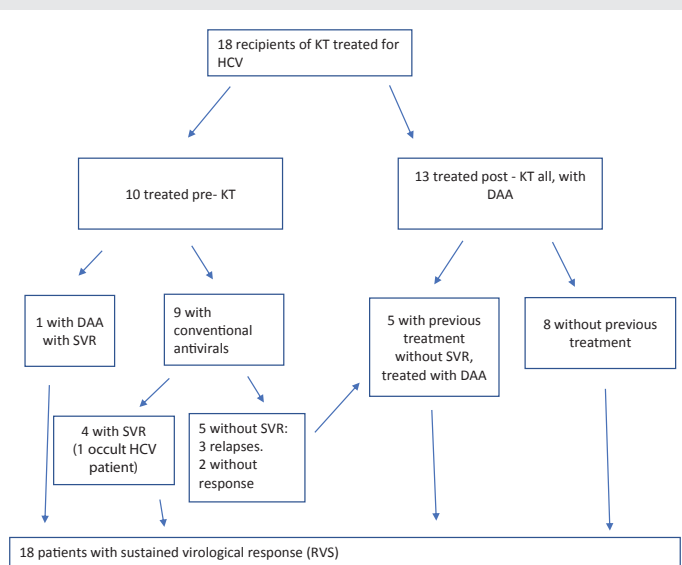 18 recipients of KT treated for
HCV
10 treated pre- KT
13 treated post - KT all, with
DAA
1 with DAA
with SVR
9 with
conventional
antivirals
5 with previous
treatment
without SVR,
treated with DAA
8 without previous
treatment
4 with SVR
(1 occult HCV
patient)
5 without SVR:
3 relapses.
2 without
response
18 patients with sustained virological response (RVS)